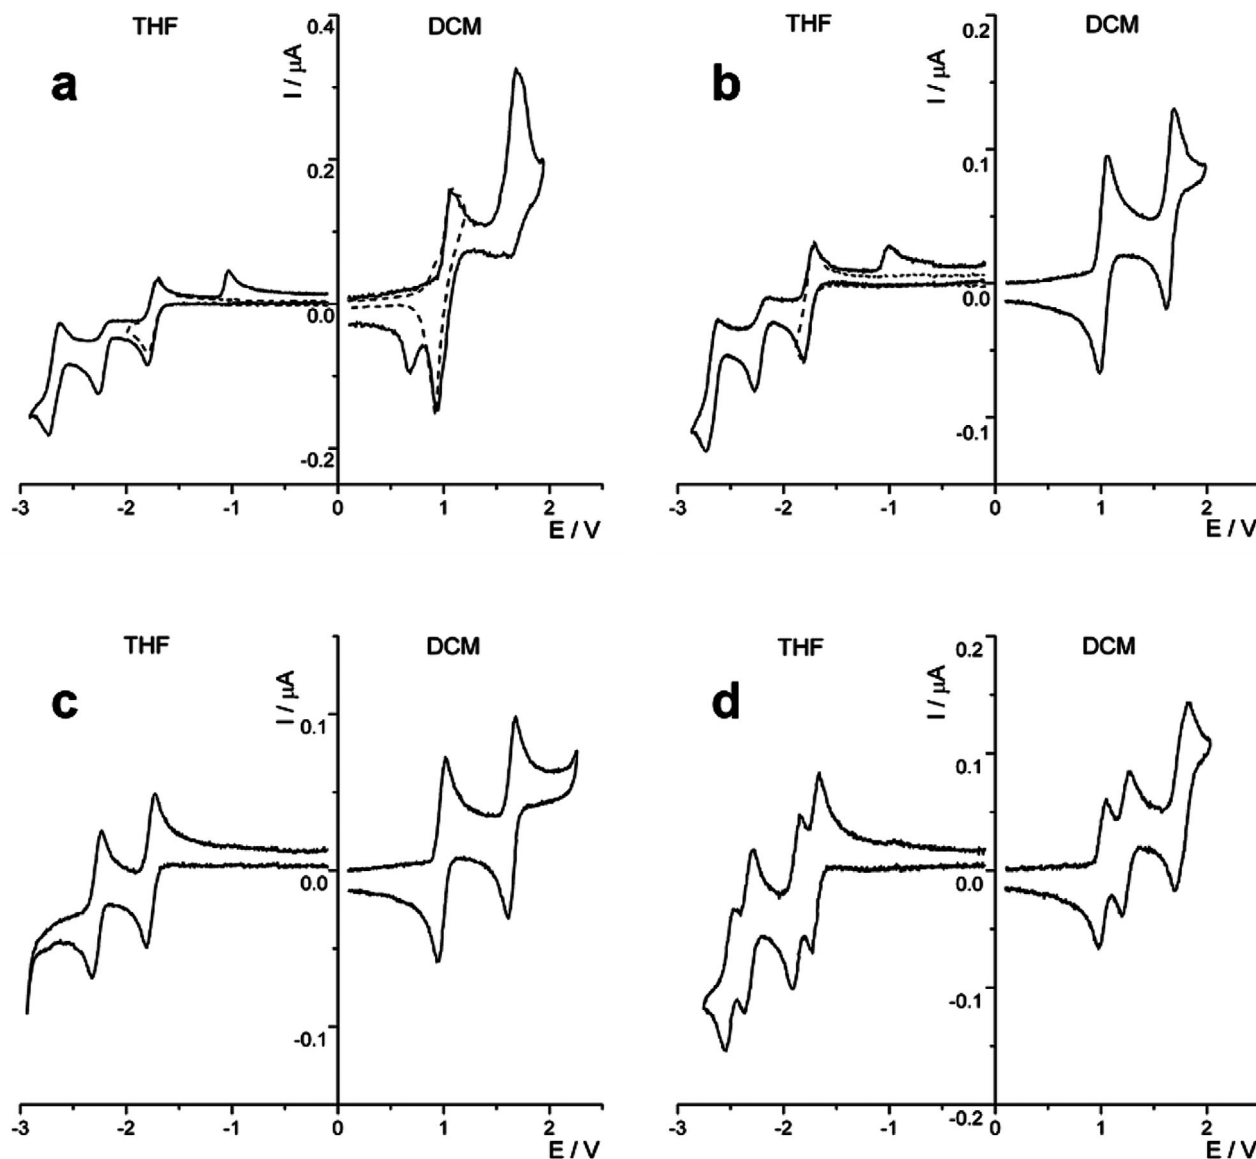 THF DCM
a
I / µA
0.4
0.2
0.0
-0.2
-3 -2 -1 0 1 2
E / V
THF DCM
b
I / µA
0.2
0.1
0.0
-0.1
-3 -2 -1 0 1 2
E / V
THF DCM
c
I / µA
0.1
0.0
-0.1
-3 -2 -1 0 1 2
E / V
THF DCM
d
I / µA
0.2
0.1
0.0
-0.1
-0.2
-3 -2 -1 0 1 2
E / V